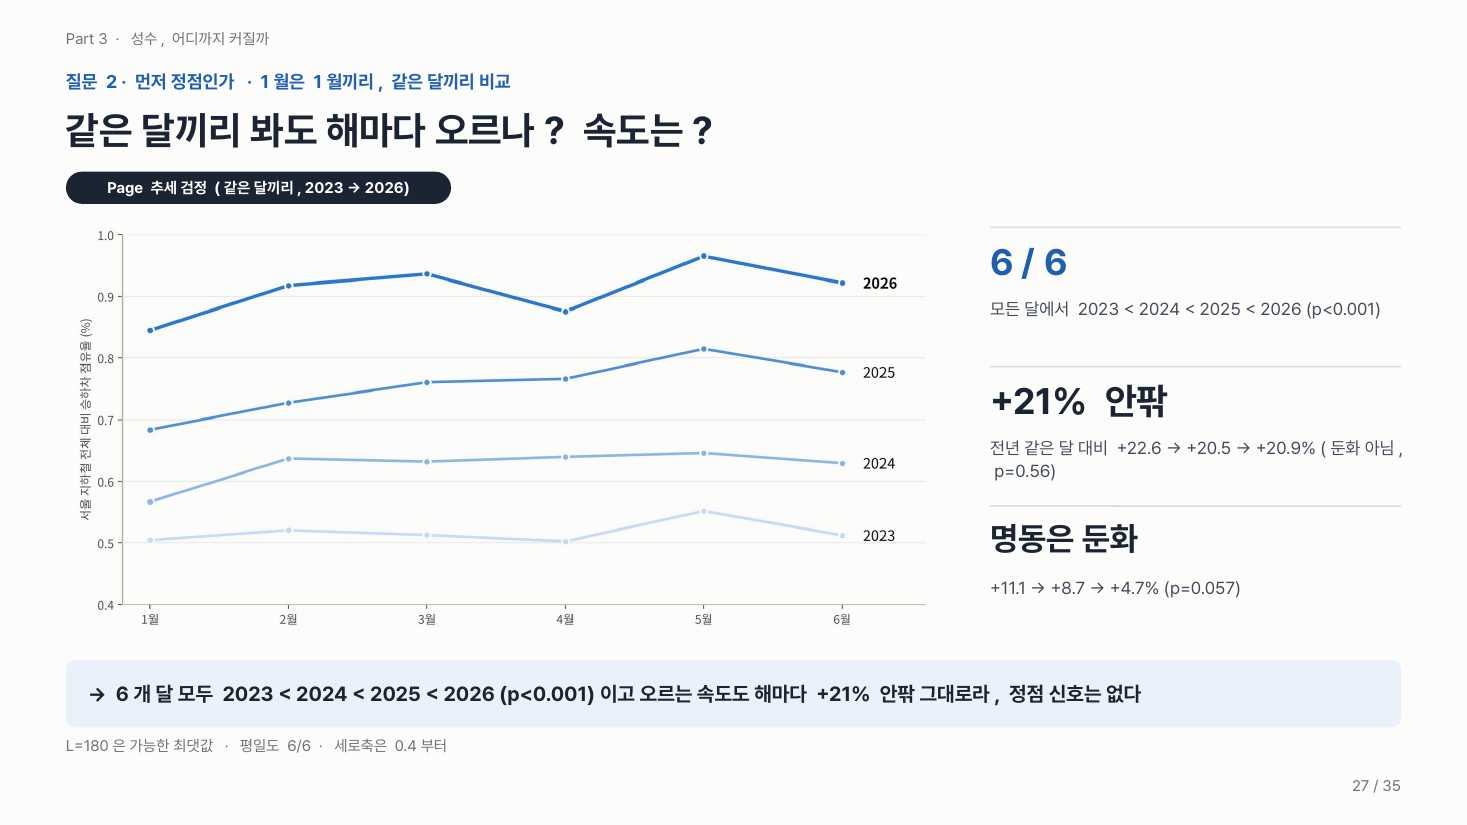 Part 3 · 성수 , 어디까지 커질까
질문 2 · 먼저 정점인가 · 1 월은 1 월끼리 , 같은 달끼리 비교
같은 달끼리 봐도 해마다 오르나 ? 속도는 ?
Page 추세 검정 ( 같은 달끼리 , 2023 → 2026)
서울 지하철 전체 대비 승하차 점유율 (%)
1.0
0.9
0.8
0.7
0.6
0.5
0.4
1월 2월 3월 4월 5월 6월
2026
2025
2024
2023
6 / 6
모든 달에서 2023 < 2024 < 2025 < 2026 (p<0.001)
+21% 안팎
전년 같은 달 대비 +22.6 → +20.5 → +20.9% ( 둔화 아님 ,
p=0.56)
명동은 둔화
+11.1 → +8.7 → +4.7% (p=0.057)
→ 6 개 달 모두 2023 < 2024 < 2025 < 2026 (p<0.001) 이고 오르는 속도도 해마다 +21% 안팎 그대로라 , 정점 신호는 없다
L=180 은 가능한 최댓값 · 평일도 6/6 · 세로축은 0.4 부터
27 / 35